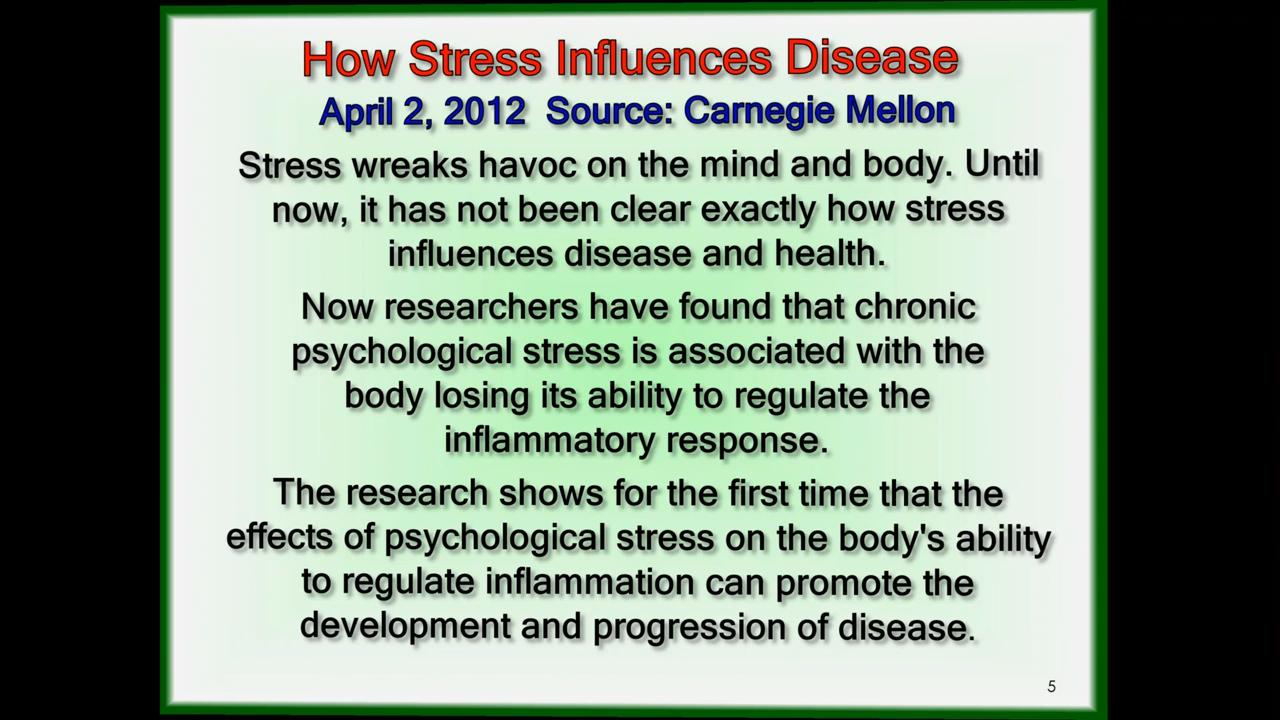 How Stress Influences Disease
April 2, 2012  Source: Carnegie Mellon
Stress wreaks havoc on the mind and body. Until
now, it has not been clear exactly how stress
influences disease and health.
Now researchers have found that chronic
psychological stress is associated with the
body losing its ability to regulate the
inflammatory response.
The research shows for the first time that the
effects of psychological stress on the body's ability
to regulate inflammation can promote the
development and progression of disease.
5